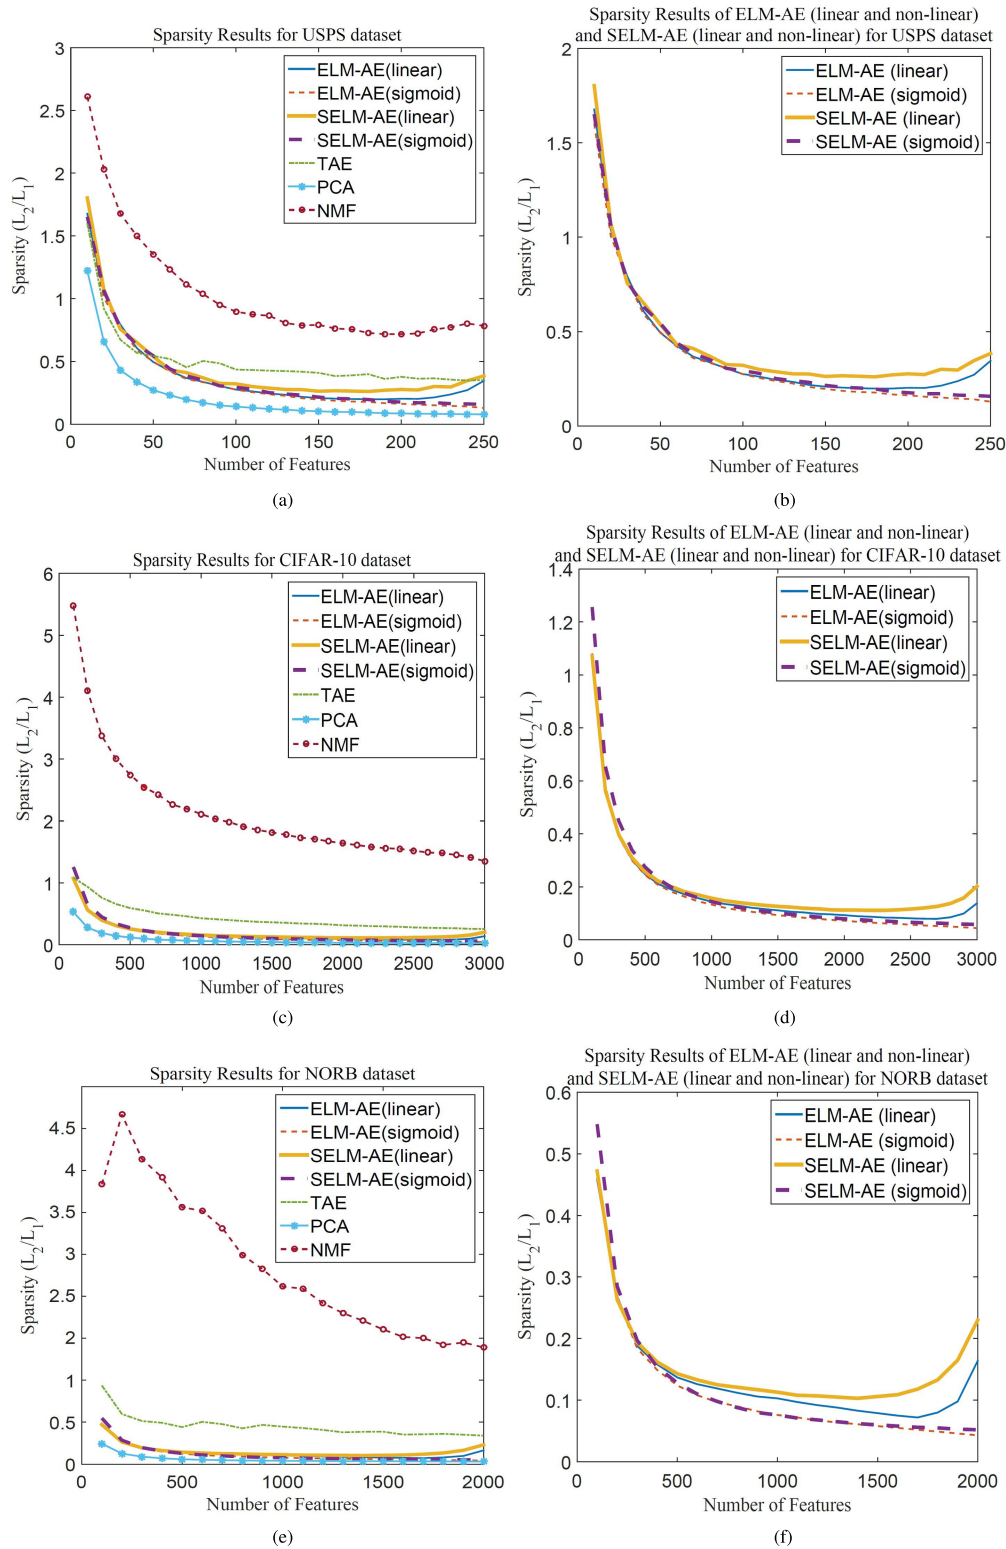 Sparsity Results for USPS dataset
3
2.5
2
1.5
1
0.5
0
Sparsity (L2/L1)
ELM-AE(linear)
ELM-AE(sigmoid)
SELM-AE(linear)
SELM-AE(sigmoid)
TAE
PCA
NMF
0 50 100 150 200 250
Number of Features
(a)
Sparsity Results of ELM-AE (linear and non-linear)
and SELM-AE (linear and non-linear) for USPS dataset
2
1.5
1
0.5
0
Sparsity (L2/L1)
ELM-AE (linear)
ELM-AE (sigmoid)
SELM-AE (linear)
SELM-AE (sigmoid)
0 50 100 150 200 250
Number of Features
(b)
Sparsity Results for CIFAR-10 dataset
6
5
4
3
2
1
0
Sparsity (L2/L1)
ELM-AE(linear)
ELM-AE(sigmoid)
SELM-AE(linear)
SELM-AE(sigmoid)
TAE
PCA
NMF
0 500 1000 1500 2000 2500 3000
Number of Features
(c)
Sparsity Results of ELM-AE (linear and non-linear)
and SELM-AE (linear and non-linear) for CIFAR-10 dataset
1.4
1.2
1
0.8
0.6
0.4
0.2
0
Sparsity (L2/L1)
ELM-AE(linear)
ELM-AE(sigmoid)
SELM-AE(linear)
SELM-AE(sigmoid)
0 500 1000 1500 2000 2500 3000
Number of Features
(d)
Sparsity Results for NORB dataset
4.5
4
3.5
3
2.5
2
1
0.5
0
Sparsity (L2/L1)
ELM-AE(linear)
ELM-AE(sigmoid)
SELM-AE(linear)
SELM-AE(sigmoid)
TAE
PCA
NMF
0 500 1000 1500 2000
Number of Features
(e)
Sparsity Results of ELM-AE (linear and non-linear)
and SELM-AE (linear and non-linear) for NORB dataset
0.6
0.5
0.4
0.3
0.2
0.1
0
Sparsity (L2/L1)
ELM-AE (linear)
ELM-AE (sigmoid)
SELM-AE (linear)
SELM-AE (sigmoid)
0 500 1000 1500 2000
Number of Features
(f)